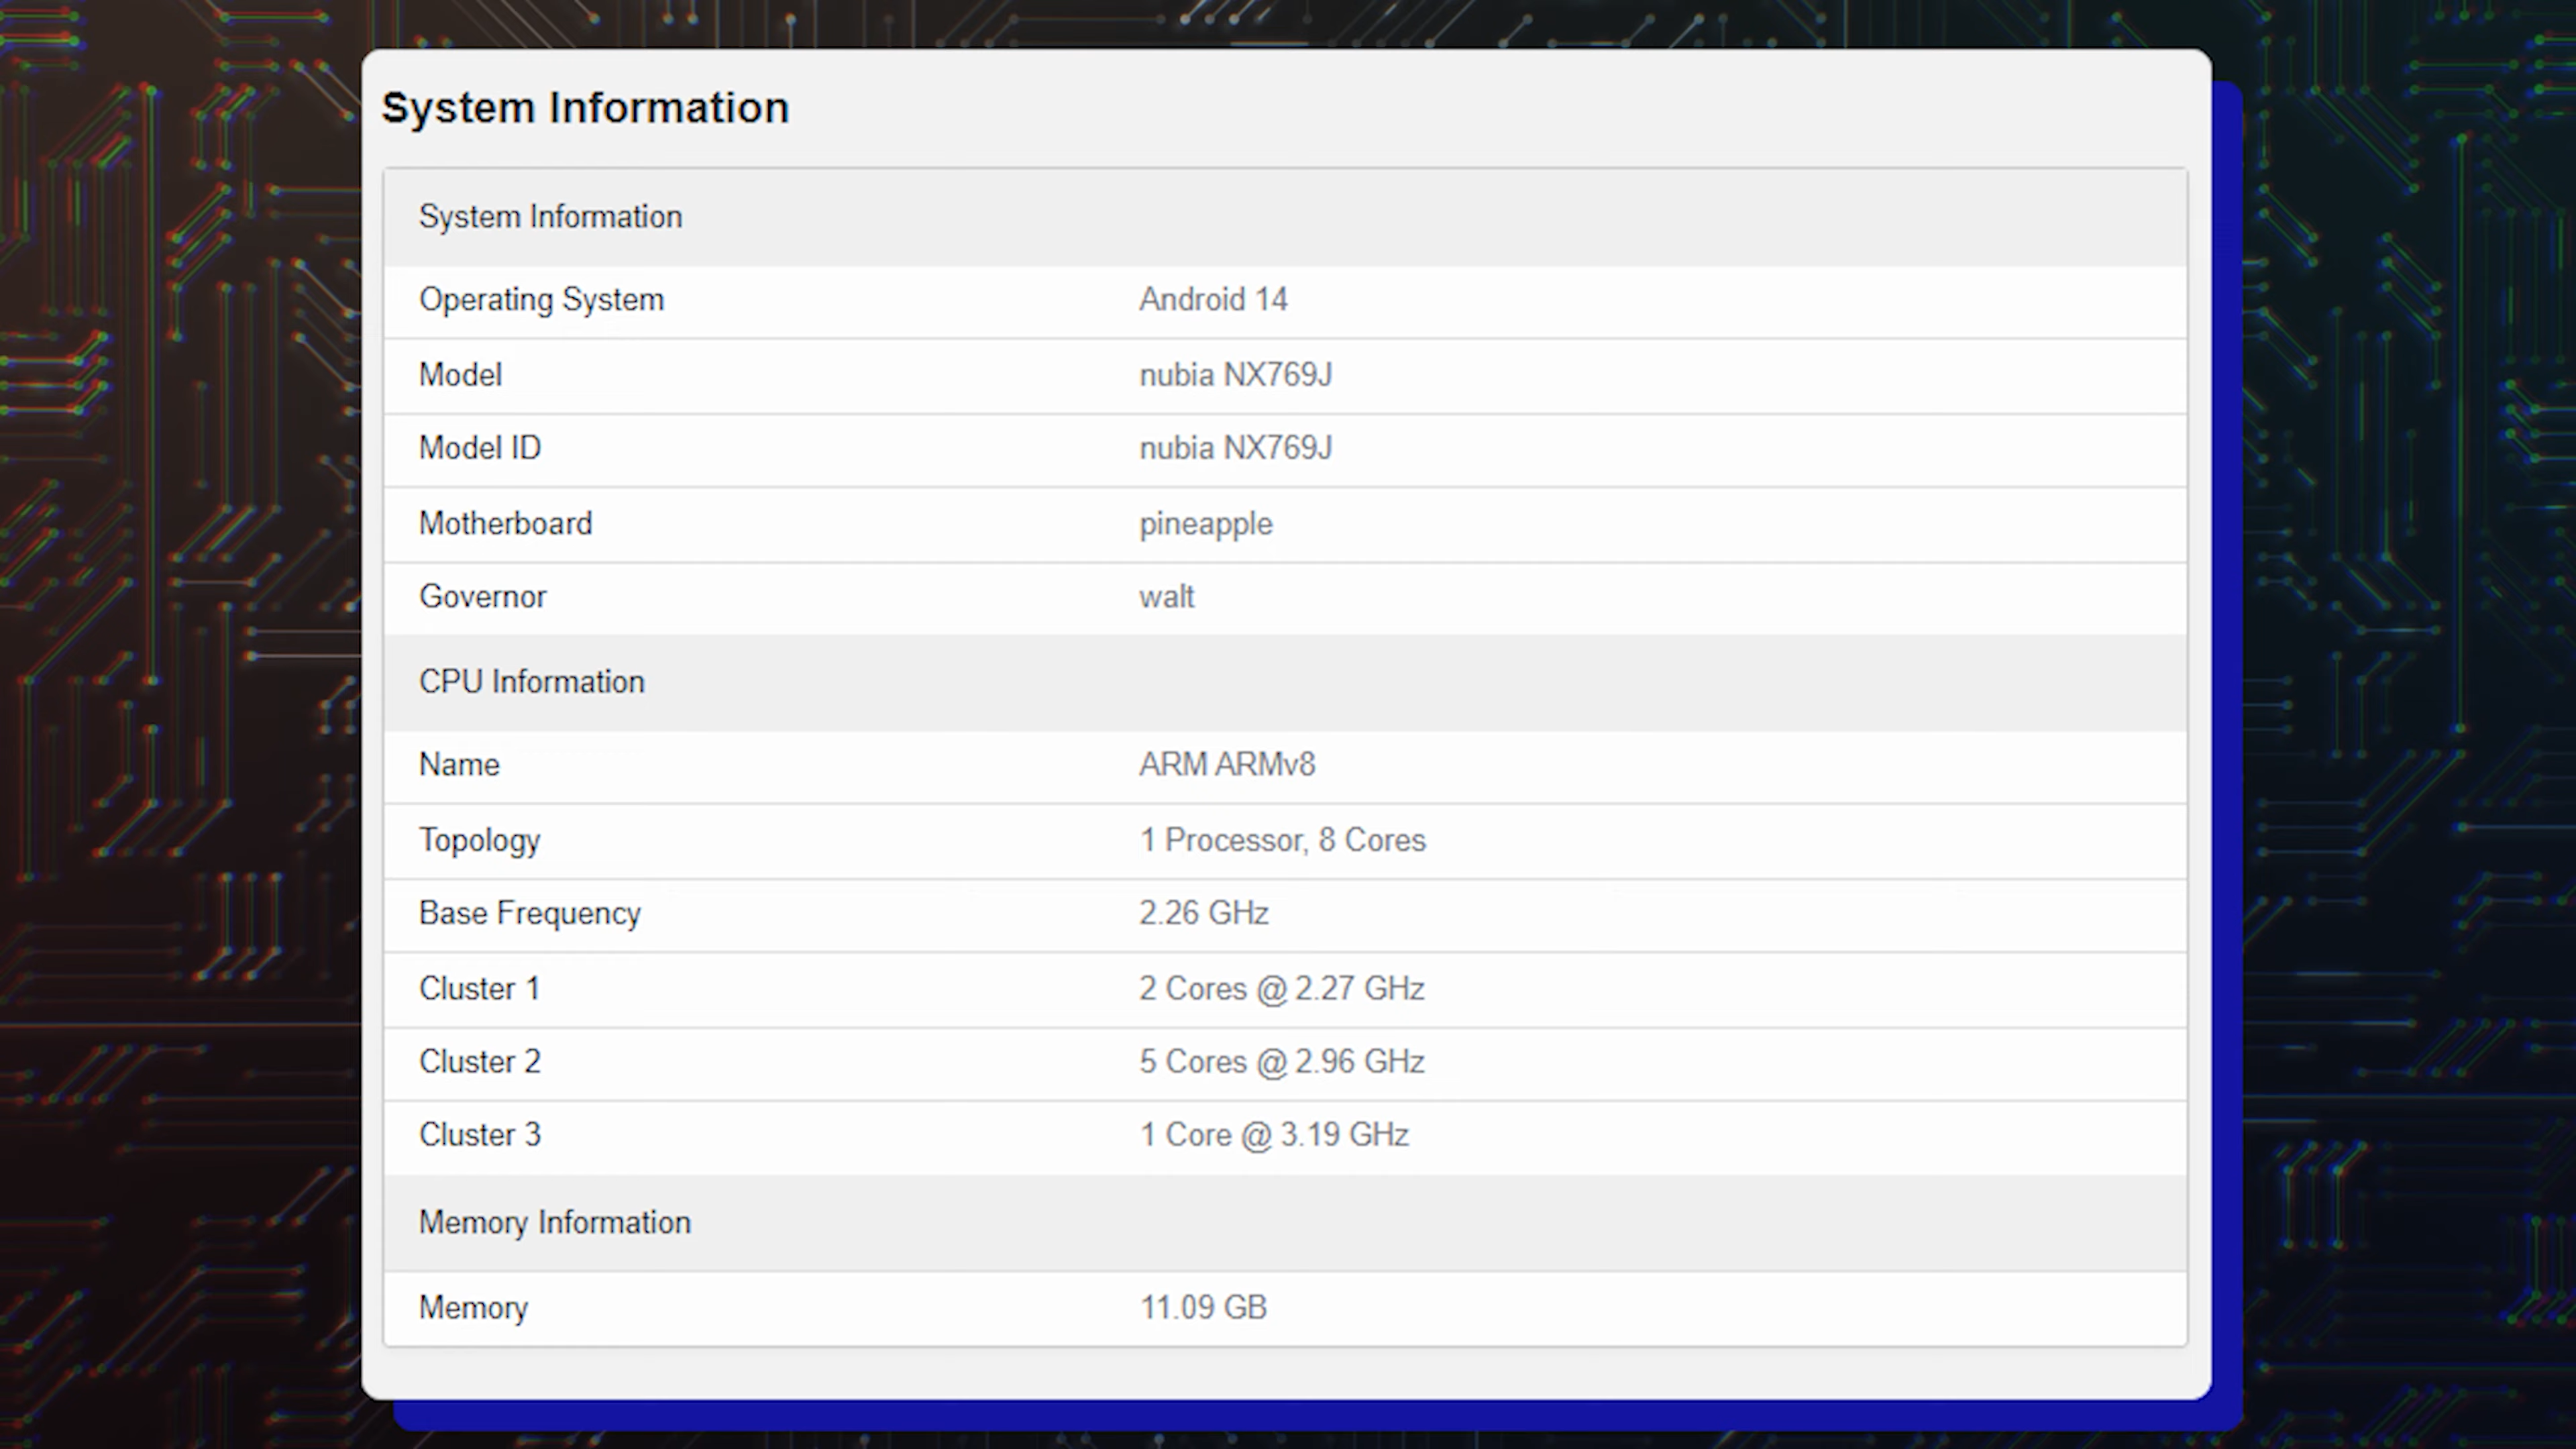 System Information
System Information
Operating System Android 14
Model nubia NX769J
Model ID nubia NX769J
Motherboard pineapple
Governor walt
CPU Information
Name ARM ARMv8
Topology 1 Processor, 8 Cores
Base Frequency 2.26 GHz
Cluster 1 2 Cores @ 2.27 GHz
Cluster 2 5 Cores @ 2.96 GHz
Cluster 3 1 Core @ 3.19 GHz
Memory Information
Memory 11.09 GB